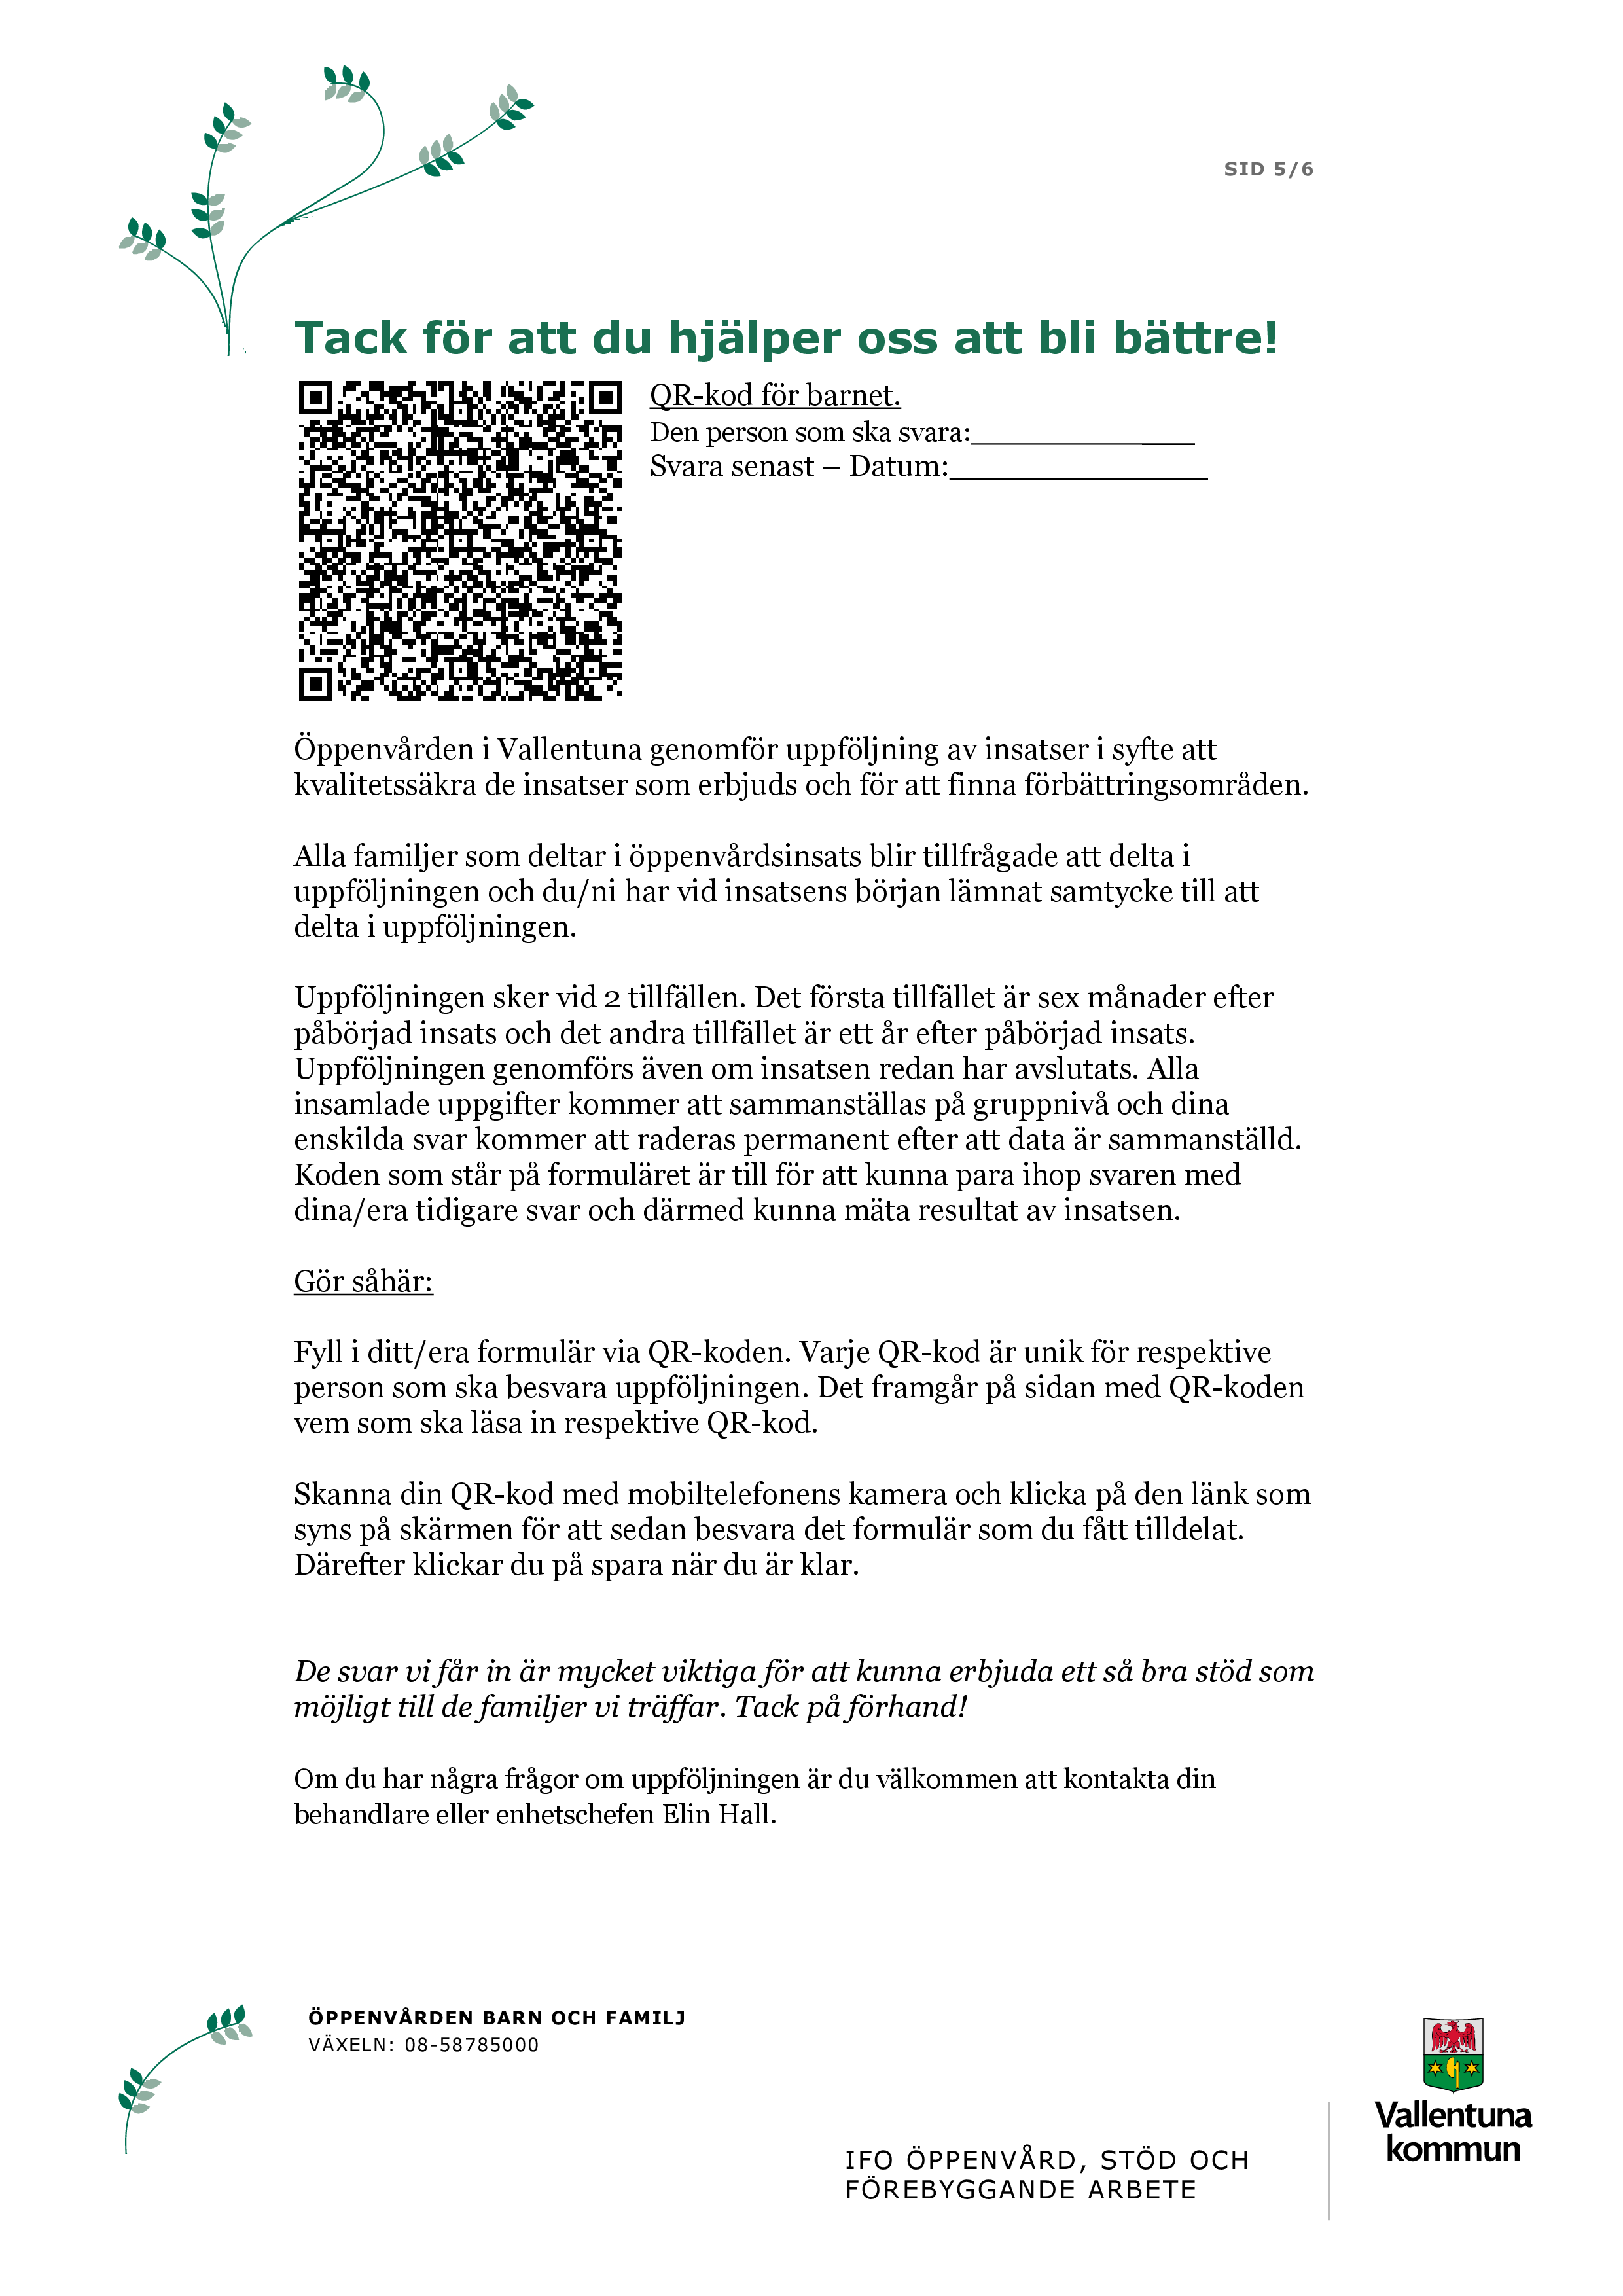 SID 5/6
Tack för att du hjälper oss att bli bättre!
QR-kod för barnet.
Den person som ska svara:________________
Svara senast – Datum:__________________
Öppenvården i Vallentuna genomför uppföljning av insatser i syfte att
kvalitetssäkra de insatser som erbjuds och för att finna förbättringsområden.
Alla familjer som deltar i öppenvårdsinsats blir tillfrågade att delta i
uppföljningen och du/ni har vid insatsens början lämnat samtycke till att
delta i uppföljningen.
Uppföljningen sker vid 2 tillfällen. Det första tillfället är sex månader efter
påbörjad insats och det andra tillfället är ett år efter påbörjad insats.
Uppföljningen genomförs även om insatsen redan har avslutats. Alla
insamlade uppgifter kommer att sammanställas på gruppnivå och dina
enskilda svar kommer att raderas permanent efter att data är sammanställd.
Koden som står på formuläret är till för att kunna para ihop svaren med
dina/era tidigare svar och därmed kunna mäta resultat av insatsen.
Gör såhär:
Fyll i ditt/era formulär via QR-koden. Varje QR-kod är unik för respektive
person som ska besvara uppföljningen. Det framgår på sidan med QR-koden
vem som ska läsa in respektive QR-kod.
Skanna din QR-kod med mobiltelefonens kamera och klicka på den länk som
syns på skärmen för att sedan besvara det formulär som du fått tilldelat.
Därefter klickar du på spara när du är klar.
De svar vi får in är mycket viktiga för att kunna erbjuda ett så bra stöd som
möjligt till de familjer vi träffar. Tack på förhand!
Om du har några frågor om uppföljningen är du välkommen att kontakta din
behandlare eller enhetschefen Elin Hall.
ÖPPENVÅRDEN BARN OCH FAMILJ
VÄXELN: 08-58785000
IFO ÖPPENVÅRD, STÖD OCH
FÖREBYGGANDE ARBETE
Vallentuna
kommun